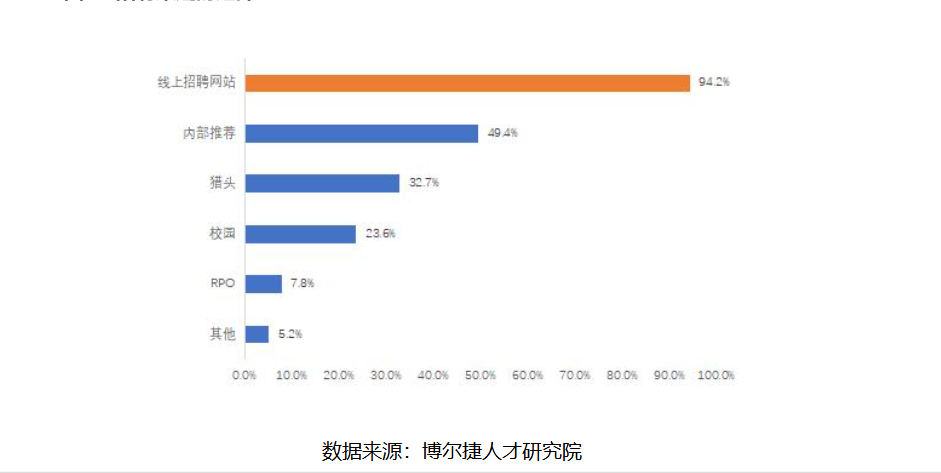 线上招聘网站 94.2%
内部推荐 49.4%
猎头 32.7%
校园 23.6%
RPO 7.8%
其他 5.2%
0.0% 10.0% 20.0% 30.0% 40.0% 50.0% 60.0% 70.0% 80.0% 90.0% 100.0%
数据来源：博尔捷人才研究院